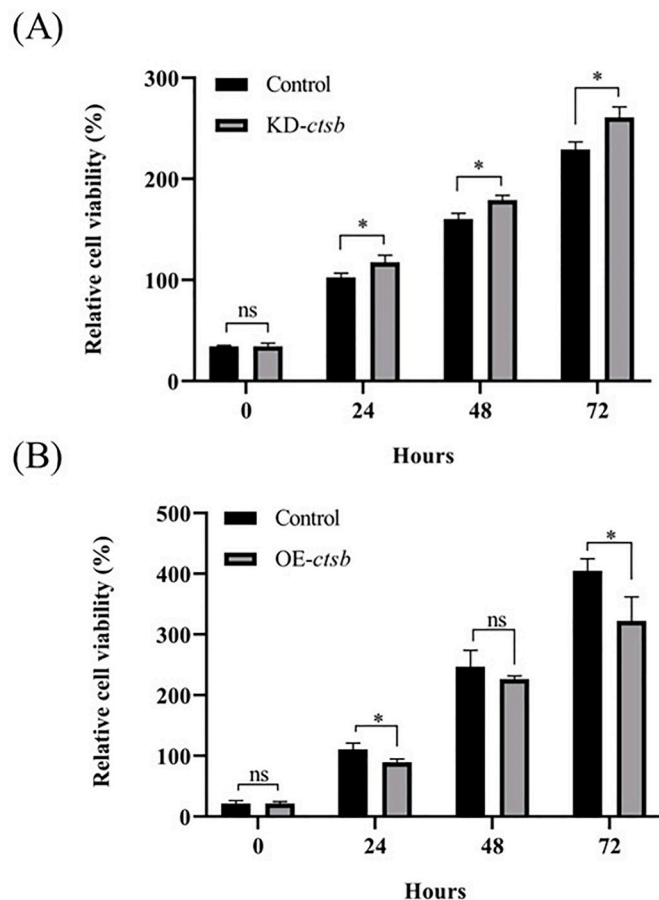 (A)
Relative cell viability (%)
300
200
100
0
Control
KD-ctsb
ns
*
*
*
0 24 48 72
Hours
(B)
Relative cell viability (%)
500
400
300
200
100
0
Control
OE-ctsb
ns
*
ns
*
0 24 48 72
Hours